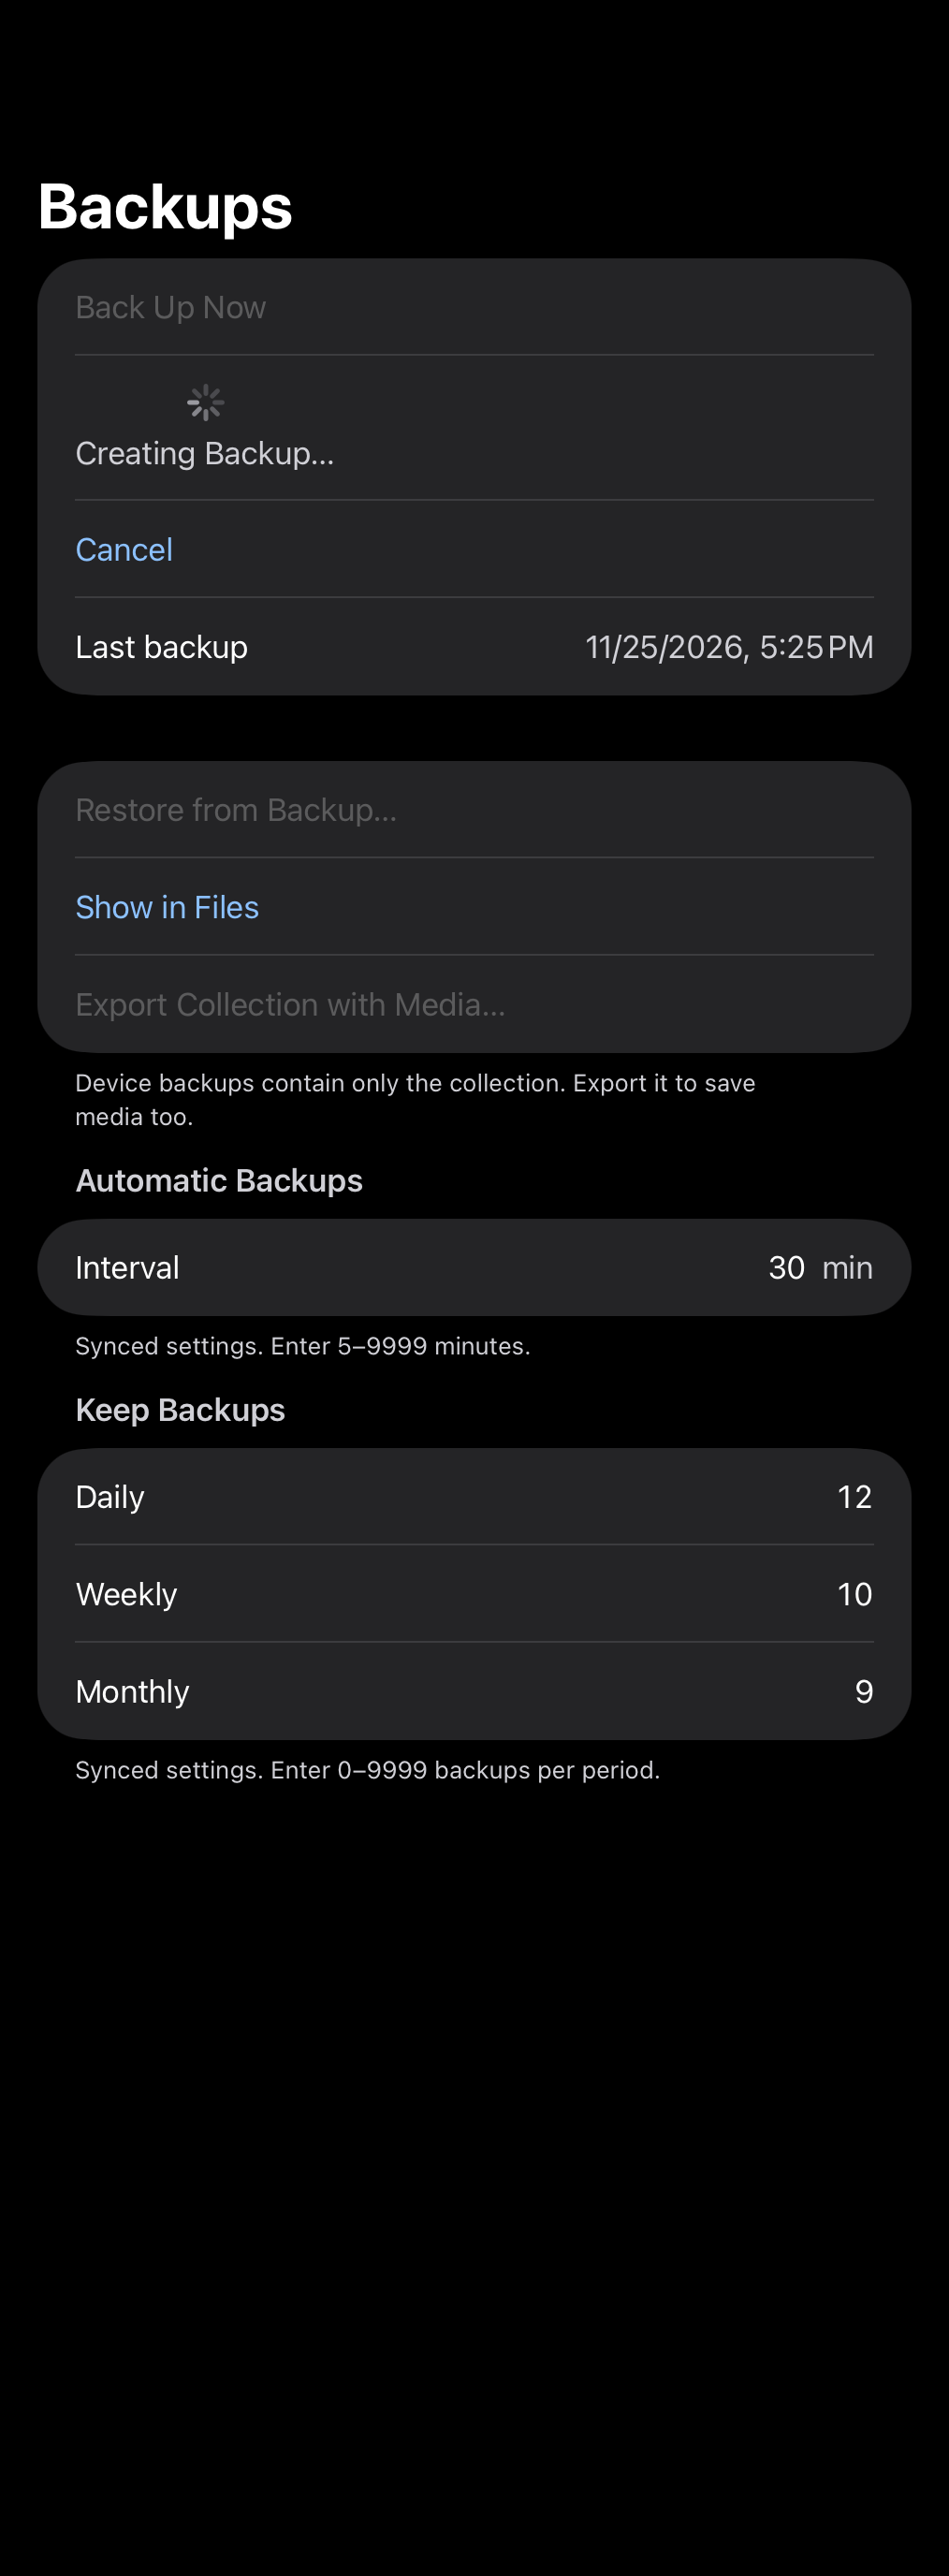 Backups
Back Up Now
Creating Backup...
Cancel
Last backup 11/25/2026, 5:25 PM
Restore from Backup...
Show in Files
Export Collection with Media...
Device backups contain only the collection. Export it to save
media too.
Automatic Backups
Interval 30 min
Synced settings. Enter 5–9999 minutes.
Keep Backups
Daily 12
Weekly 10
Monthly 9
Synced settings. Enter 0–9999 backups per period.